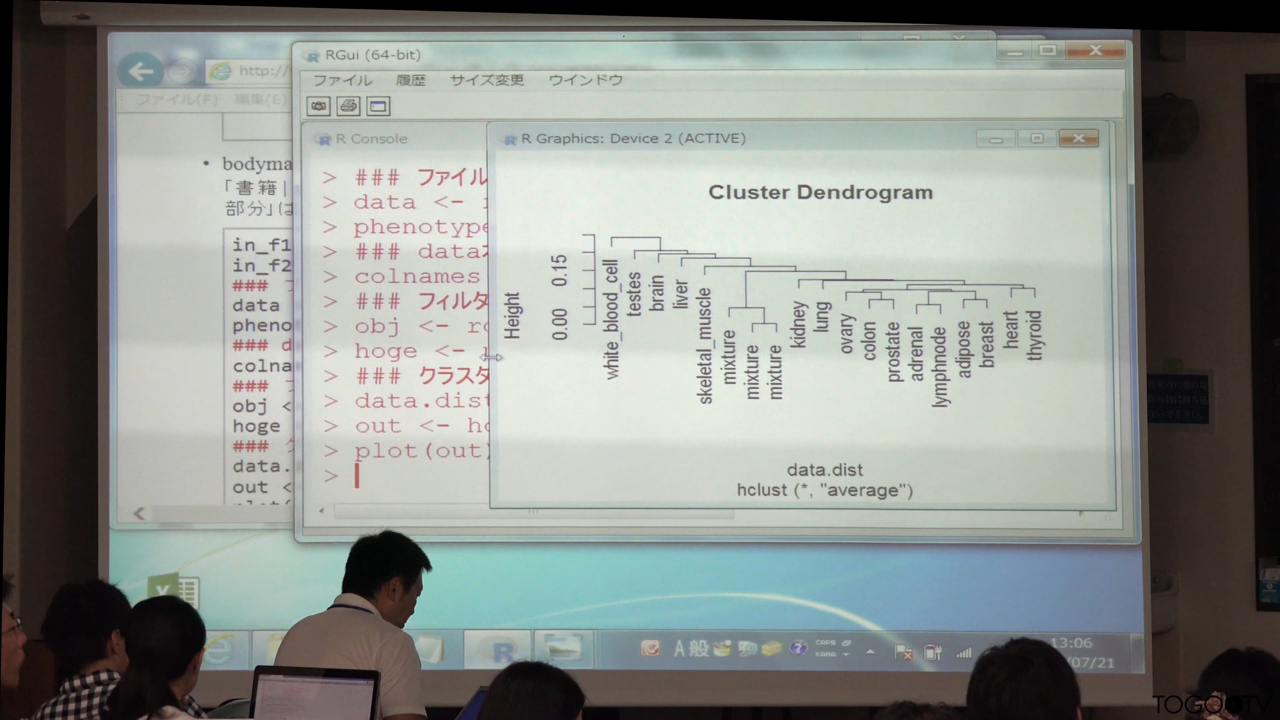 RGui (64-bit)
http://
ファイル 履歴 サイズ変更 ウインドウ
ファイル(F) 編集(E)
R Console
R Graphics: Device 2 (ACTIVE)
• bodyma
「書籍 |
部分」は
in_f1
in_f2
###
data
pheno
### d
colna
###
obj <
hoge
###
data.
out <
> ### ファイル
> data <-
> phenotype
> ### data
> colnames
> ### フィルタ
> obj <- ro
> hoge <-
> ### クラスタ
> data.dist
> out <- hc
> plot(out)
>
Cluster Dendrogram
Height
0.00 0.15
white_blood_cell
testes
brain
liver
skeletal_muscle
mixture
mixture
mixture
kidney
lung
ovary
colon
prostate
adrenal
lymphnode
adipose
breast
heart
thyroid
data.dist
hclust (*, "average")
A 般
CAPS
KANA
13:06
/07/21
TOGOTV